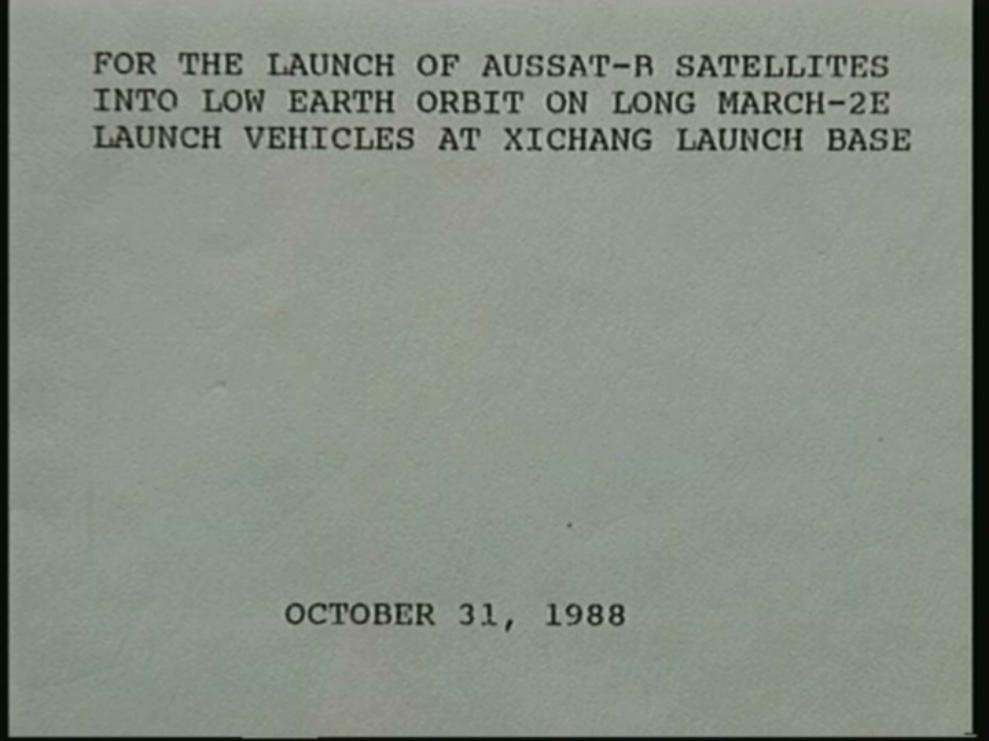 FOR THE LAUNCH OF AUSSAT-B SATELLITES
INTO LOW EARTH ORBIT ON LONG MARCH-2E
LAUNCH VEHICLES AT XICHANG LAUNCH BASE
OCTOBER 31, 1988